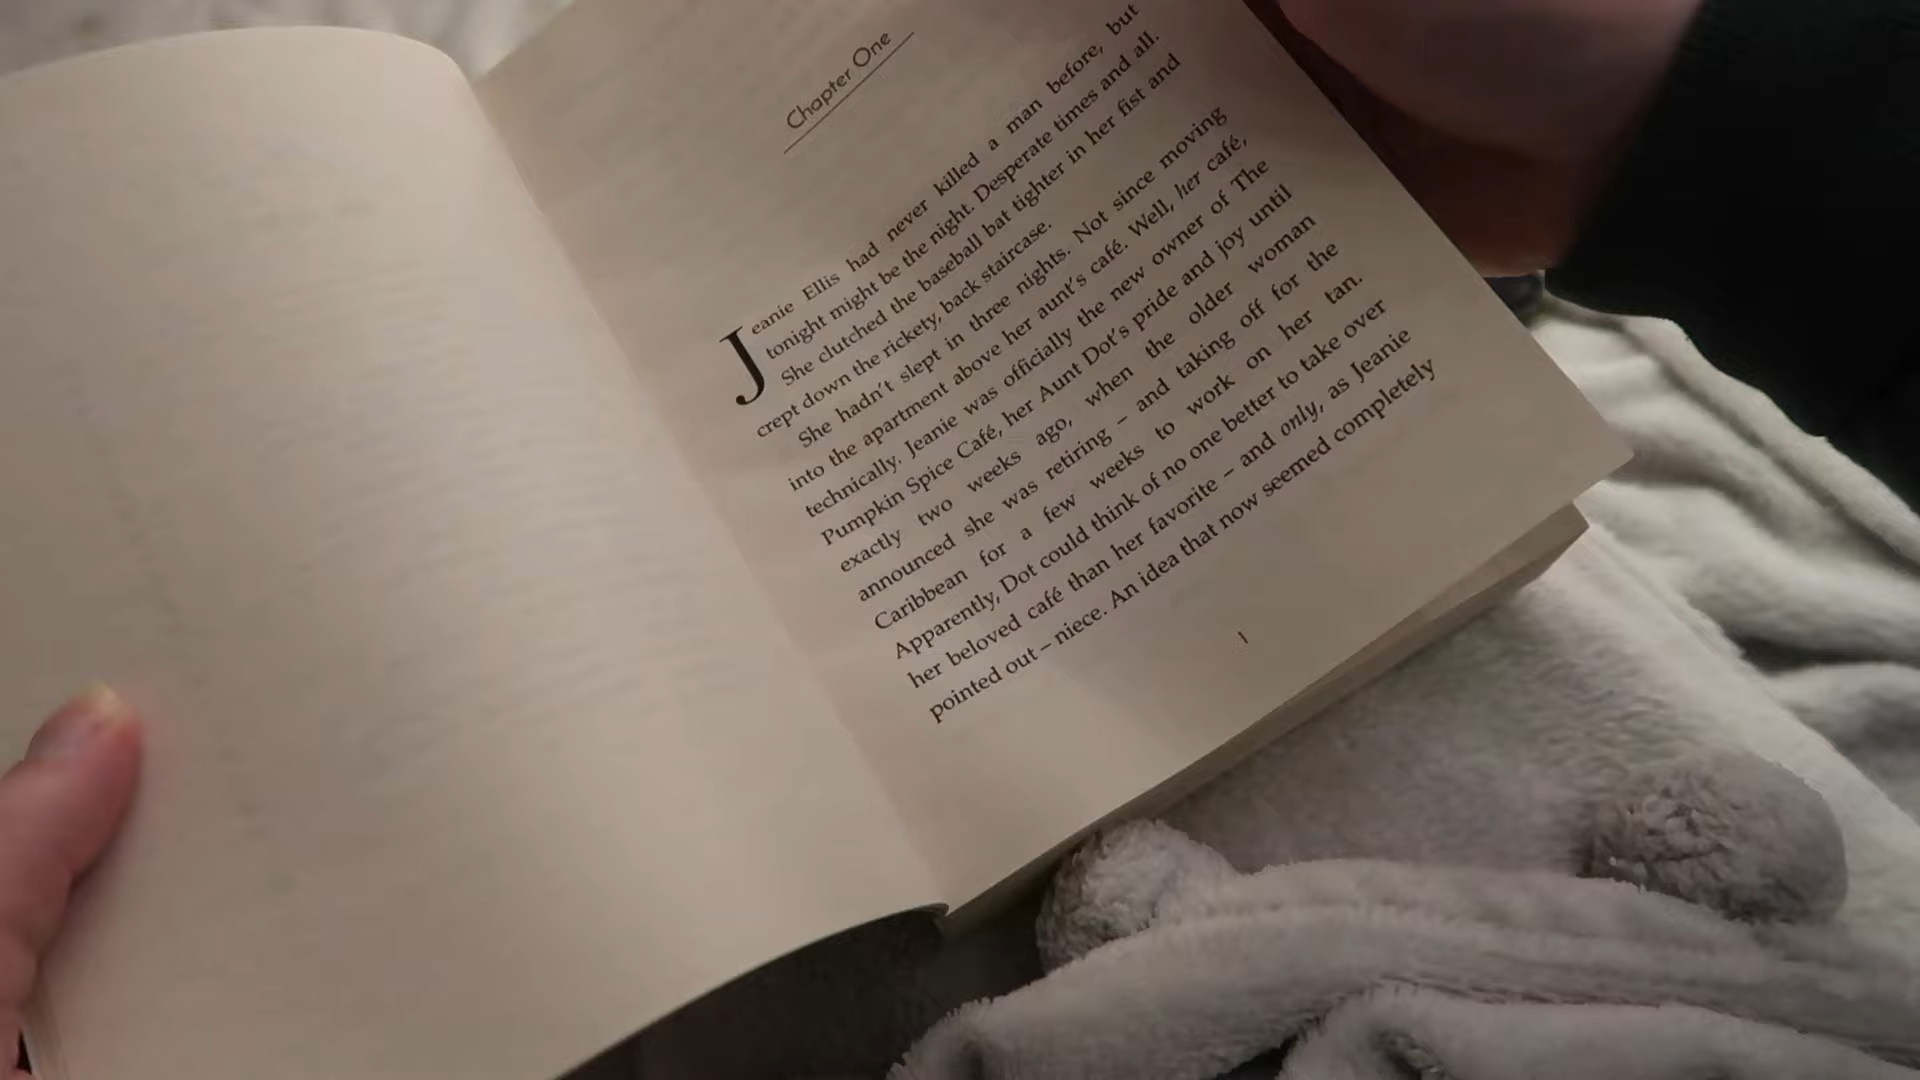 Chapter One
Jeanie Ellis had never killed a man before, but
tonight might be the night. Desperate times and all.
She clutched the baseball bat tighter in her fist and
crept down the rickety, back staircase.
She hadn't slept in three nights. Not since moving
into the apartment above her aunt's café. Well, her café,
technically. Jeanie was officially the new owner of The
Pumpkin Spice Café, her Aunt Dot's pride and joy until
exactly two weeks ago, when the older woman
announced she was retiring – and taking off for the
Caribbean for a few weeks to work on her tan.
Apparently, Dot could think of no one better to take over
her beloved café than her favorite – and only, as Jeanie
pointed out – niece. An idea that now seemed completely
1